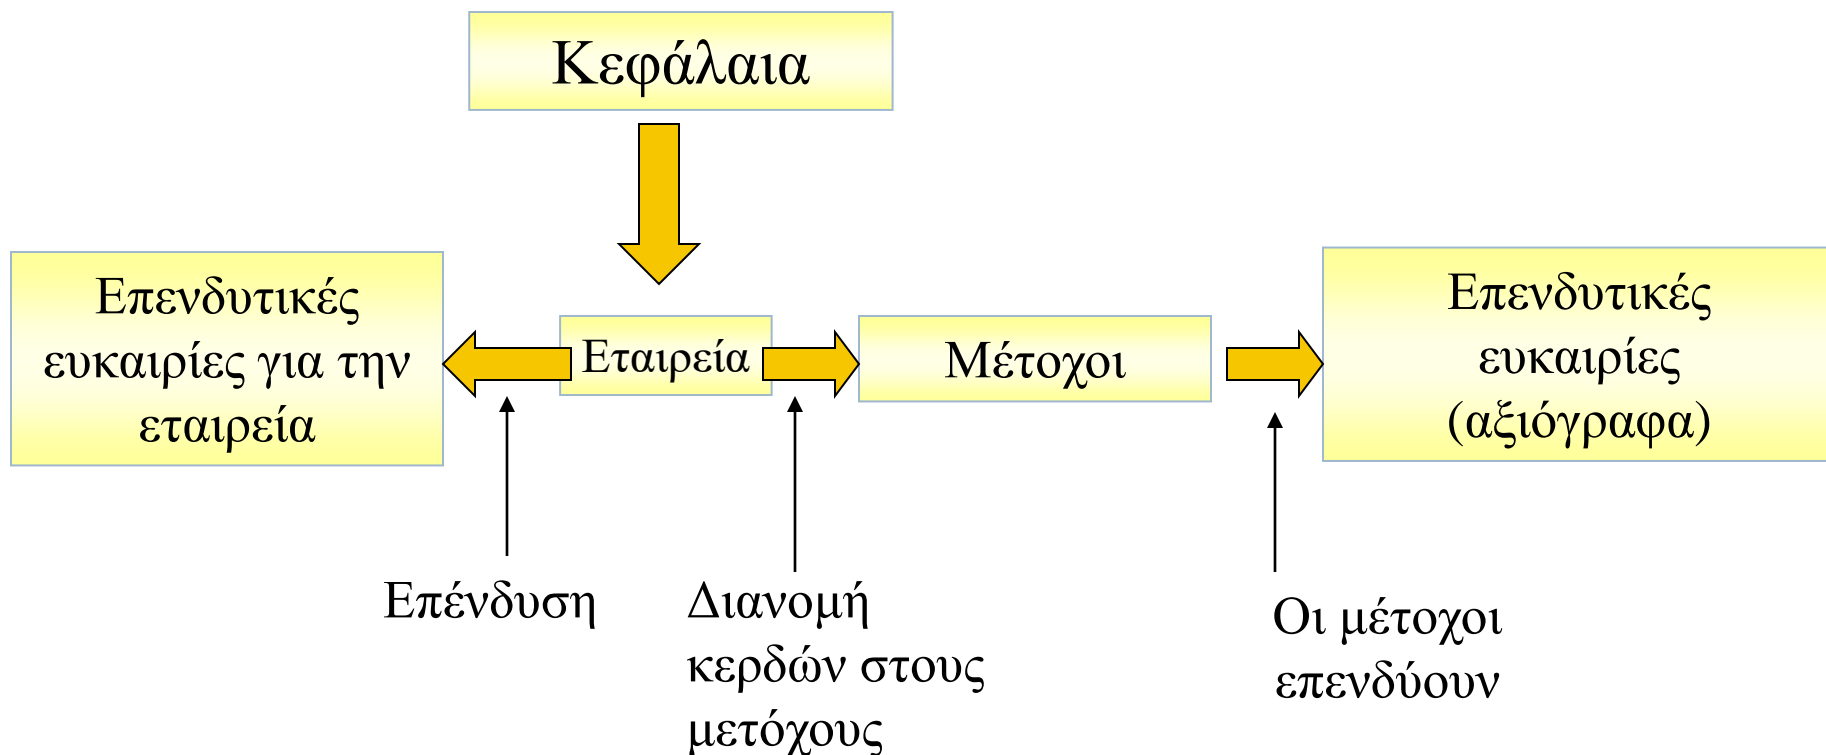 Κεφάλαια
Επενδυτικές
ευκαιρίες για την
εταιρεία
Εταιρεία
Μέτοχοι
Επενδυτικές
ευκαιρίες
(αξιόγραφα)
Επένδυση
Διανομή
κερδών στους
μετόχους
Οι μέτοχοι
επενδύουν